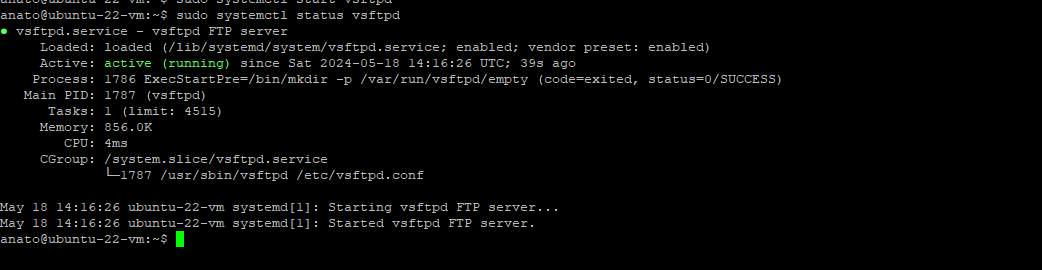 anato@ubuntu-22-vm:~$ sudo systemctl start vsftpd
anato@ubuntu-22-vm:~$ sudo systemctl status vsftpd
● vsftpd.service - vsftpd FTP server
     Loaded: loaded (/lib/systemd/system/vsftpd.service; enabled; vendor preset: enabled)
     Active: active (running) since Sat 2024-05-18 14:16:26 UTC; 39s ago
    Process: 1786 ExecStartPre=/bin/mkdir -p /var/run/vsftpd/empty (code=exited, status=0/SUCCESS)
   Main PID: 1787 (vsftpd)
      Tasks: 1 (limit: 4515)
     Memory: 856.0K
        CPU: 4ms
     CGroup: /system.slice/vsftpd.service
             └─1787 /usr/sbin/vsftpd /etc/vsftpd.conf
May 18 14:16:26 ubuntu-22-vm systemd[1]: Starting vsftpd FTP server...
May 18 14:16:26 ubuntu-22-vm systemd[1]: Started vsftpd FTP server.
anato@ubuntu-22-vm:~$